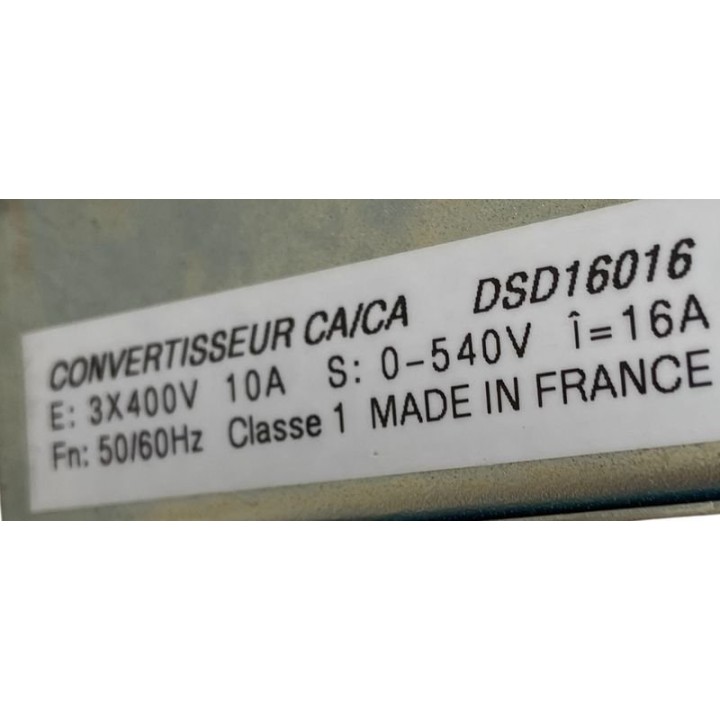 CONVERTISSEUR CA/CA DSD16016
E: 3X400V 10A S: 0-540V Î=16A
Fn: 50/60Hz Classe 1 MADE IN FRANCE